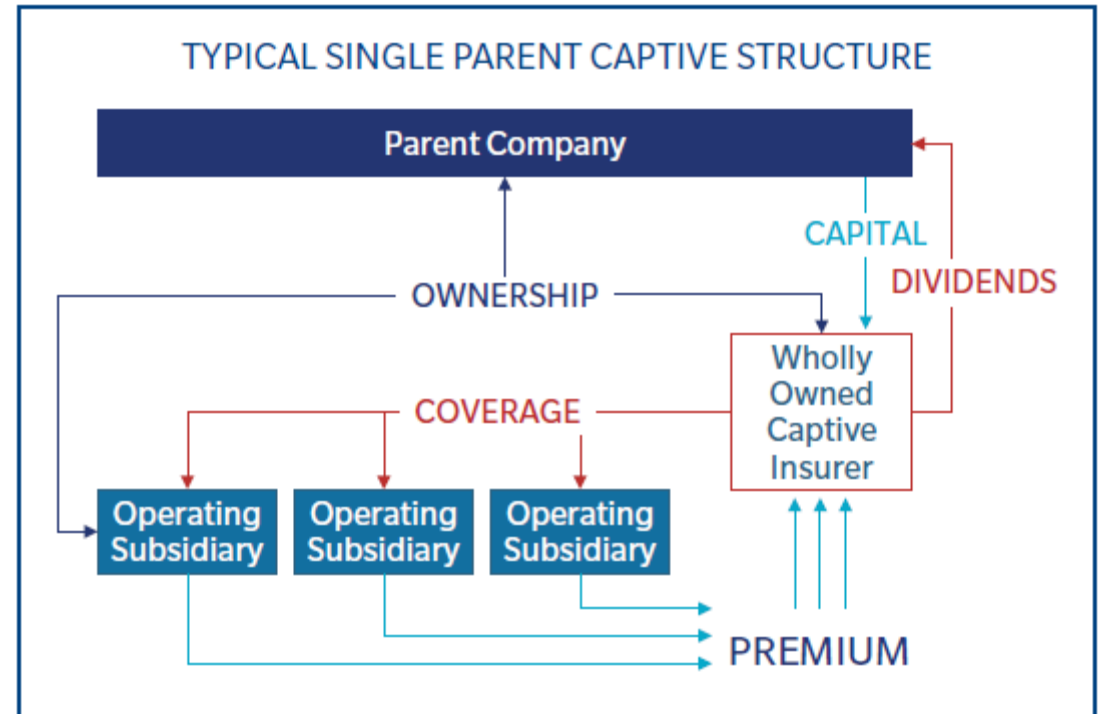 TYPICAL SINGLE PARENT CAPTIVE STRUCTURE
Parent Company
CAPITAL
DIVIDENDS
OWNERSHIP
Wholly
Owned
Captive
Insurer
COVERAGE
Operating
Subsidiary
Operating
Subsidiary
Operating
Subsidiary
PREMIUM